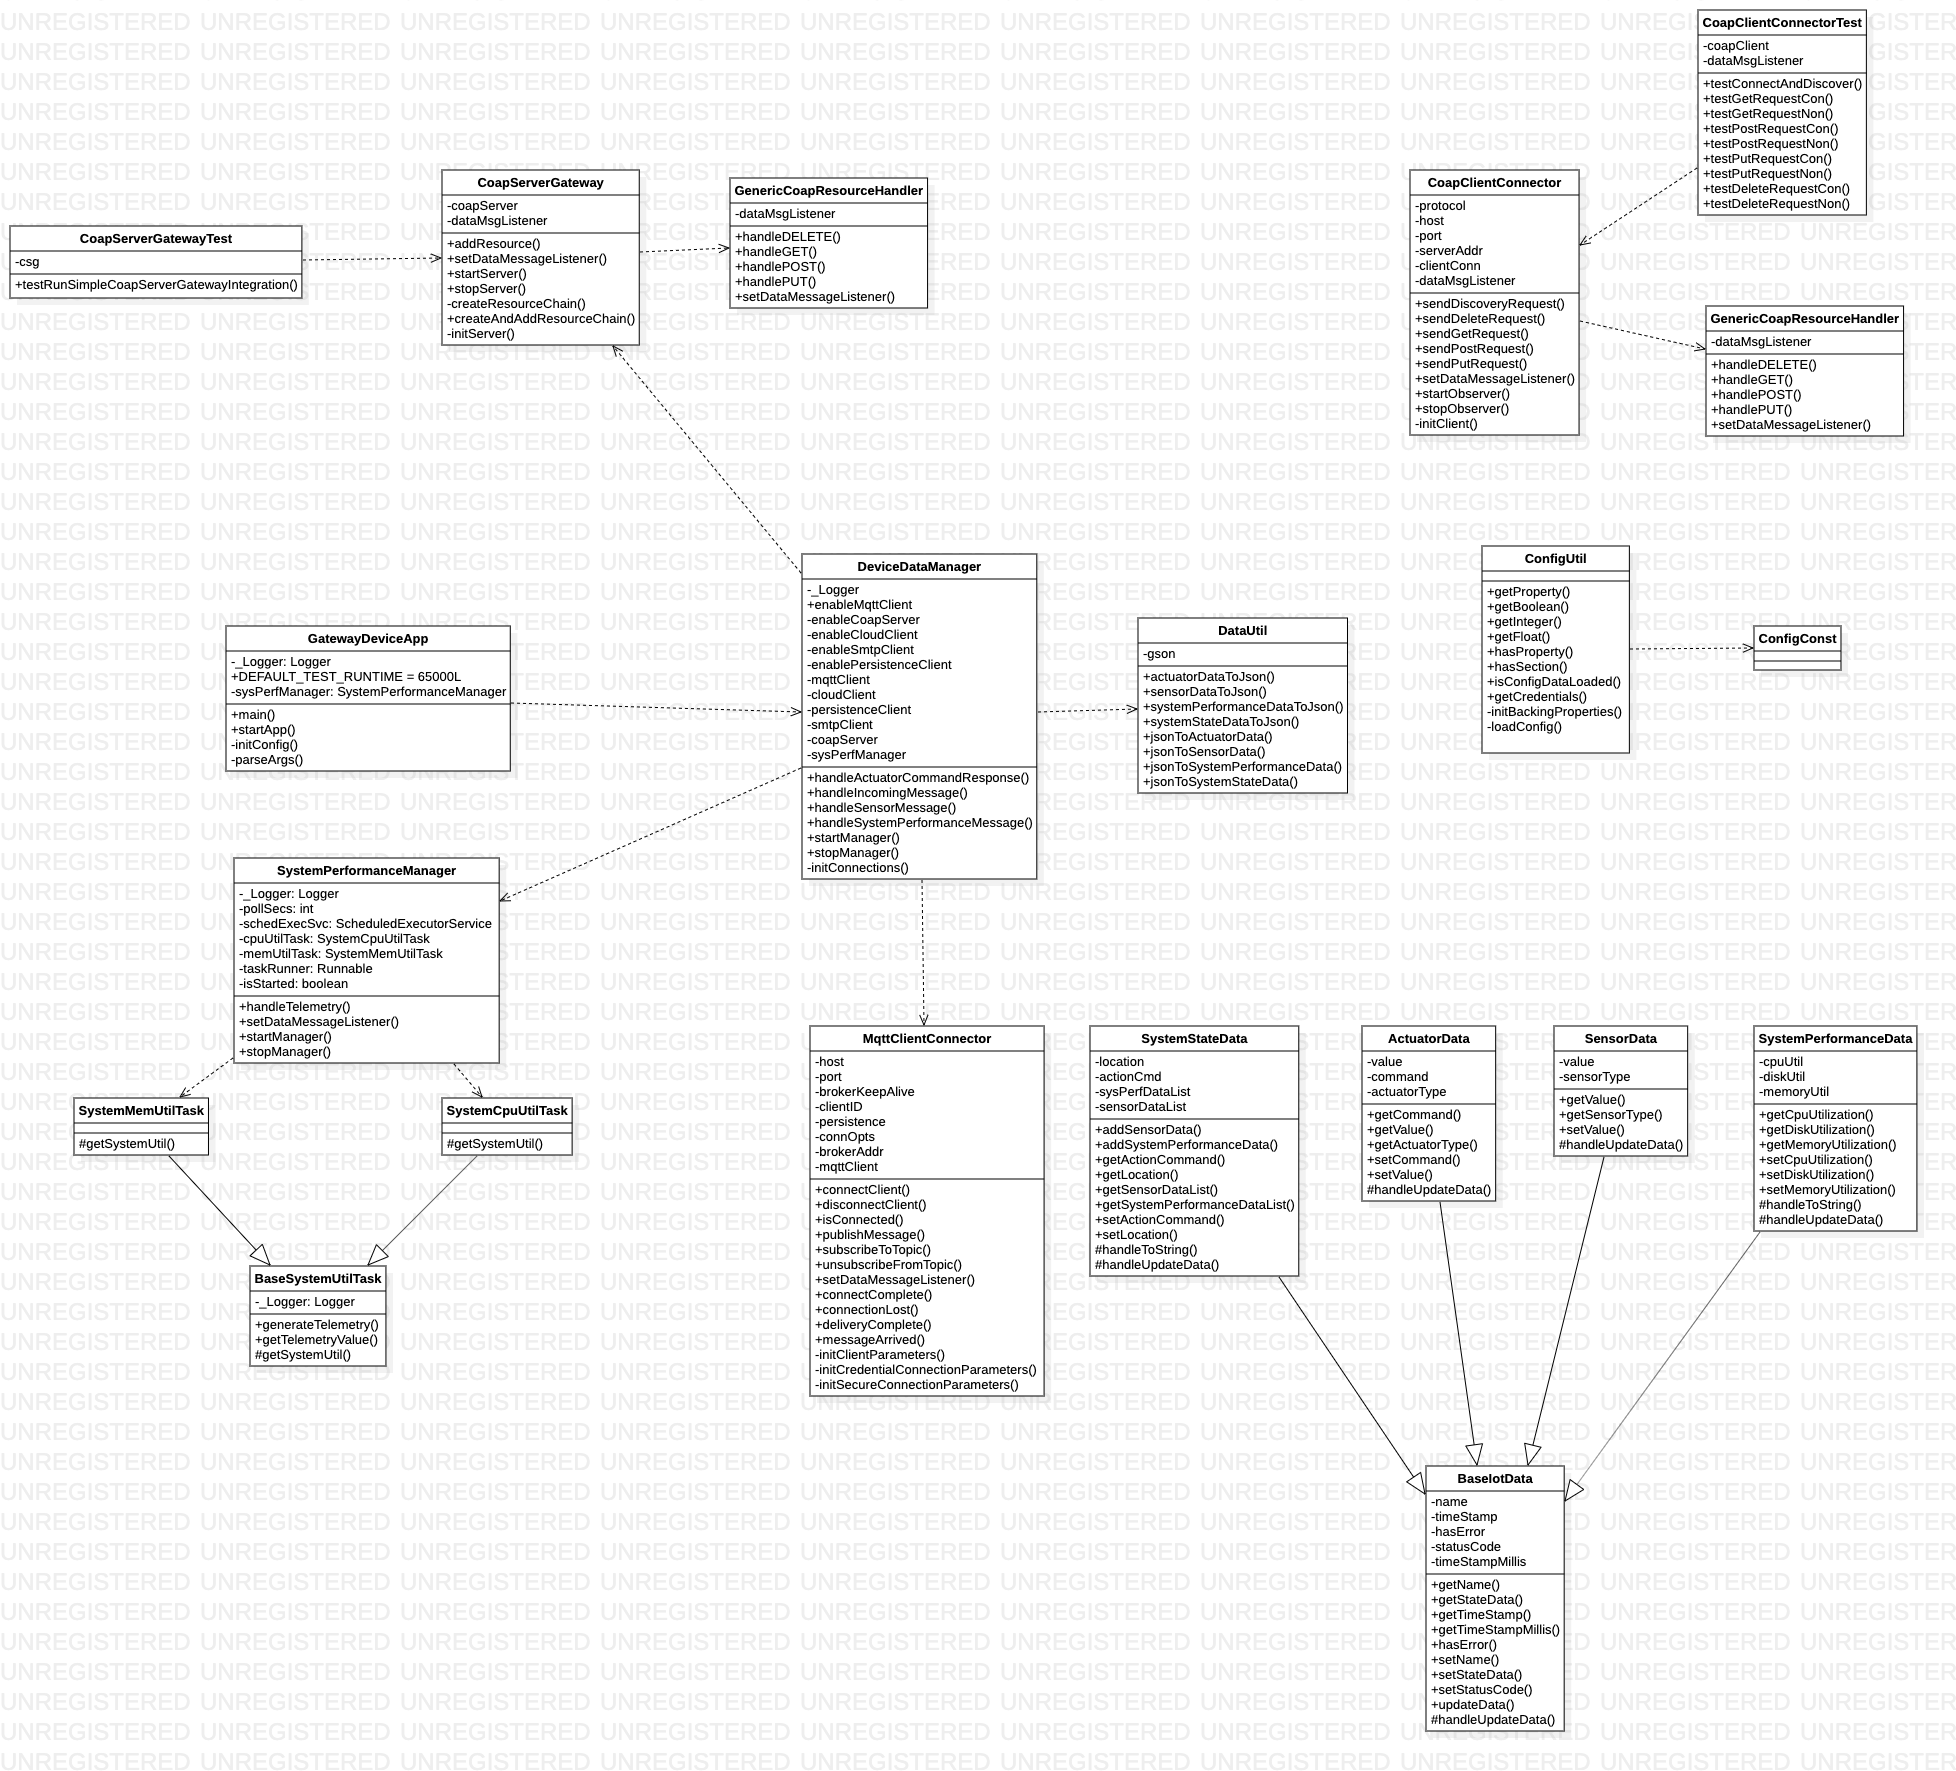 CoapClientConnectorTest
-coapClient
-dataMsgListener
+testConnectAndDiscover()
+testGetRequestCon()
+testGetRequestNon()
+testPostRequestCon()
+testPostRequestNon()
+testPutRequestCon()
+testPutRequestNon()
+testDeleteRequestCon()
+testDeleteRequestNon()
CoapServerGateway
-coapServer
-dataMsgListener
+addResource()
+setDataMessageListener()
+startServer()
+stopServer()
-createResourceChain()
+createAndAddResourceChain()
-initServer()
GenericCoapResourceHandler
-dataMsgListener
+handleDELETE()
+handleGET()
+handlePOST()
+handlePUT()
+setDataMessageListener()
CoapClientConnector
-protocol
-host
-port
-serverAddr
-clientConn
-dataMsgListener
+sendDiscoveryRequest()
+sendDeleteRequest()
+sendGetRequest()
+sendPostRequest()
+sendPutRequest()
+setDataMessageListener()
+startObserver()
+stopObserver()
-initClient()
CoapServerGatewayTest
-csg
+testRunSimpleCoapServerGatewayIntegration()
GenericCoapResourceHandler
-dataMsgListener
+handleDELETE()
+handleGET()
+handlePOST()
+handlePUT()
+setDataMessageListener()
DeviceDataManager
-_Logger
+enableMqttClient
-enableCoapServer
-enableCloudClient
-enableSmtpClient
-enablePersistenceClient
-mqttClient
-cloudClient
-persistenceClient
-smtpClient
-coapServer
-sysPerfManager
+handleActuatorCommandResponse()
+handleIncomingMessage()
+handleSensorMessage()
+handleSystemPerformanceMessage()
+startManager()
+stopManager()
-initConnections()
ConfigUtil
+getProperty()
+getBoolean()
+getInteger()
+getFloat()
+hasProperty()
+hasSection()
+isConfigDataLoaded()
+getCredentials()
-initBackingProperties()
-loadConfig()
GatewayDeviceApp
-_Logger: Logger
+DEFAULT_TEST_RUNTIME = 65000L
-sysPerfManager: SystemPerformanceManager
+main()
+startApp()
-initConfig()
-parseArgs()
DataUtil
-gson
+actuatorDataToJson()
+sensorDataToJson()
+systemPerformanceDataToJson()
+systemStateDataToJson()
+jsonToActuatorData()
+jsonToSensorData()
+jsonToSystemPerformanceData()
+jsonToSystemStateData()
ConfigConst
SystemPerformanceManager
-_Logger: Logger
-pollSecs: int
-schedExecSvc: ScheduledExecutorService
-cpuUtilTask: SystemCpuUtilTask
-memUtilTask: SystemMemUtilTask
-taskRunner: Runnable
-isStarted: boolean
+handleTelemetry()
+setDataMessageListener()
+startManager()
+stopManager()
MqttClientConnector
-host
-port
-brokerKeepAlive
-clientID
-persistence
-connOpts
-brokerAddr
-mqttClient
+connectClient()
+disconnectClient()
+isConnected()
+publishMessage()
+subscribeToTopic()
+unsubscribeFromTopic()
+setDataMessageListener()
+connectComplete()
+connectionLost()
+deliveryComplete()
+messageArrived()
-initClientParameters()
-initCredentialConnectionParameters()
-initSecureConnectionParameters()
SystemStateData
-location
-actionCmd
-sysPerfDataList
-sensorDataList
+addSensorData()
+addSystemPerformanceData()
+getActionCommand()
+getLocation()
+getSensorDataList()
+getSystemPerformanceDataList()
+setActionCommand()
+setLocation()
#handleToString()
#handleUpdateData()
ActuatorData
-value
-command
-actuatorType
+getCommand()
+getValue()
+getActuatorType()
+setCommand()
+setValue()
#handleUpdateData()
SensorData
-value
-sensorType
+getValue()
+getSensorType()
+setValue()
#handleUpdateData()
SystemPerformanceData
-cpuUtil
-diskUtil
-memoryUtil
+getCpuUtilization()
+getDiskUtilization()
+getMemoryUtilization()
+setCpuUtilization()
+setDiskUtilization()
+setMemoryUtilization()
#handleToString()
#handleUpdateData()
SystemMemUtilTask
#getSystemUtil()
SystemCpuUtilTask
#getSystemUtil()
BaseSystemUtilTask
-_Logger: Logger
+generateTelemetry()
+getTelemetryValue()
#getSystemUtil()
BaseIotData
-name
-timeStamp
-hasError
-statusCode
-timeStampMillis
+getName()
+getStateData()
+getTimeStamp()
+getTimeStampMillis()
+hasError()
+setName()
+setStateData()
+setStatusCode()
+updateData()
#handleUpdateData()
UNREGISTERED